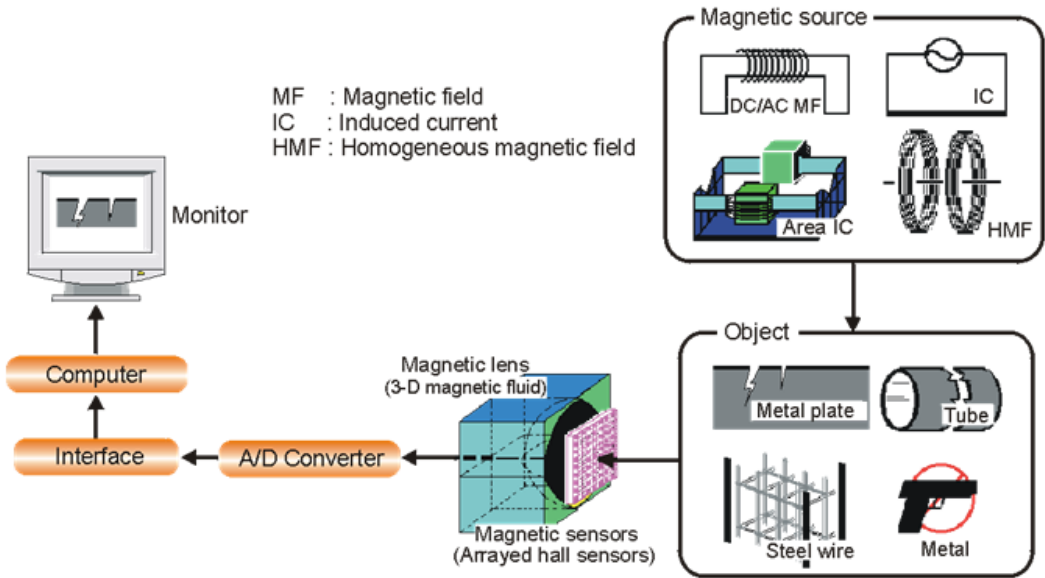 Magnetic source
DC/AC MF
IC
Area IC
HMF
MF : Magnetic field
IC : Induced current
HMF : Homogeneous magnetic field
Monitor
Object
Metal plate
Tube
Steel wire
Metal
Magnetic lens
(3-D magnetic fluid)
Magnetic sensors
(Arrayed hall sensors)
A/D Converter
Interface
Computer